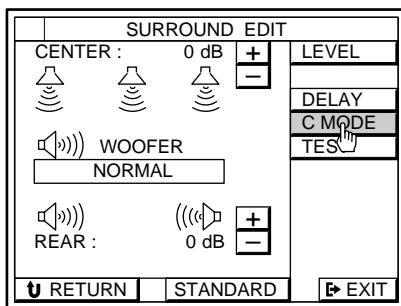 SURROUND EDIT
CENTER : 0 dB + LEVEL
–
DELAY
C MODE
WOOFER TEST
NORMAL
+
REAR : 0 dB –
RETURN STANDARD EXIT